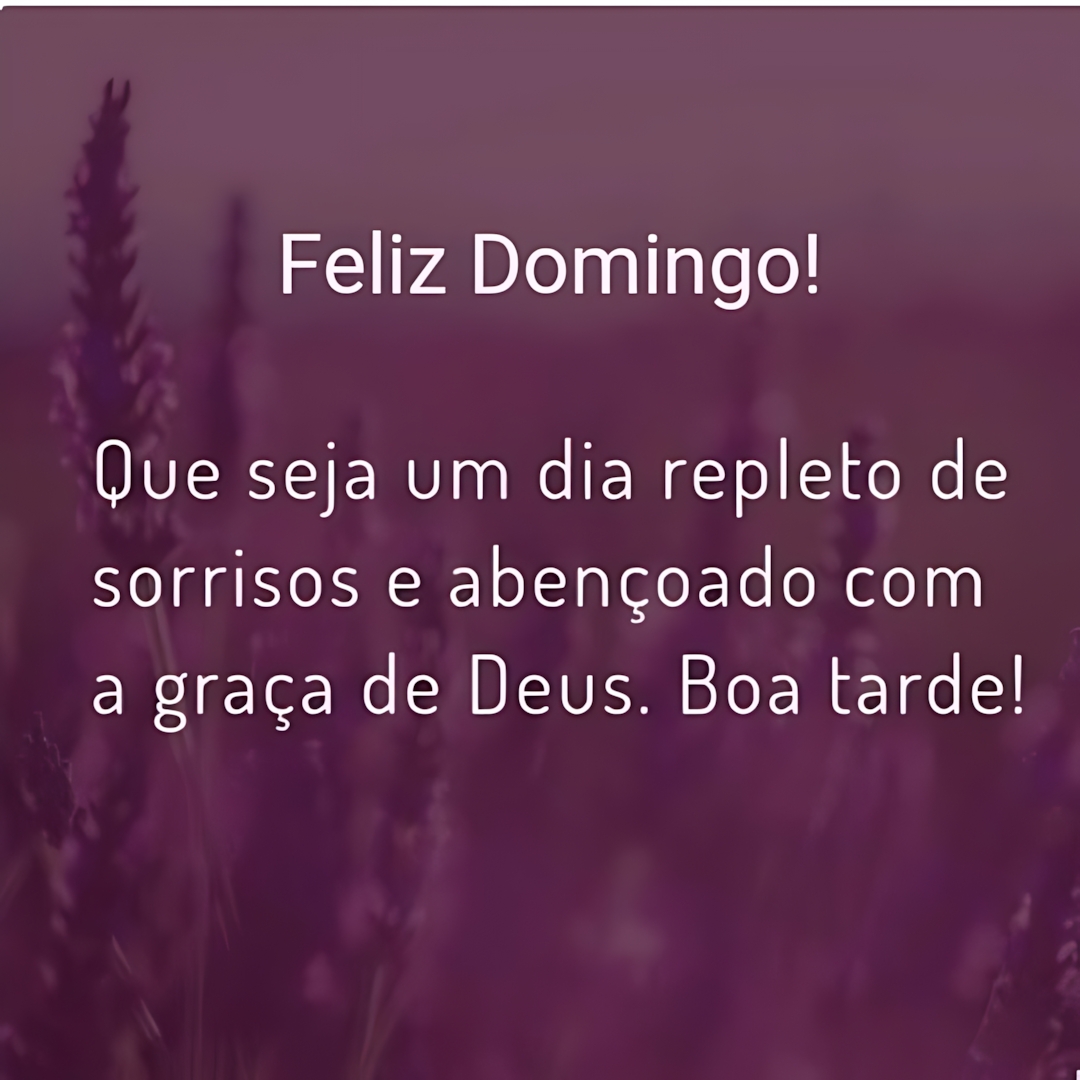 Feliz Domingo!
Que seja um dia repleto de
sorrisos e abençoado com
a graça de Deus. Boa tarde!